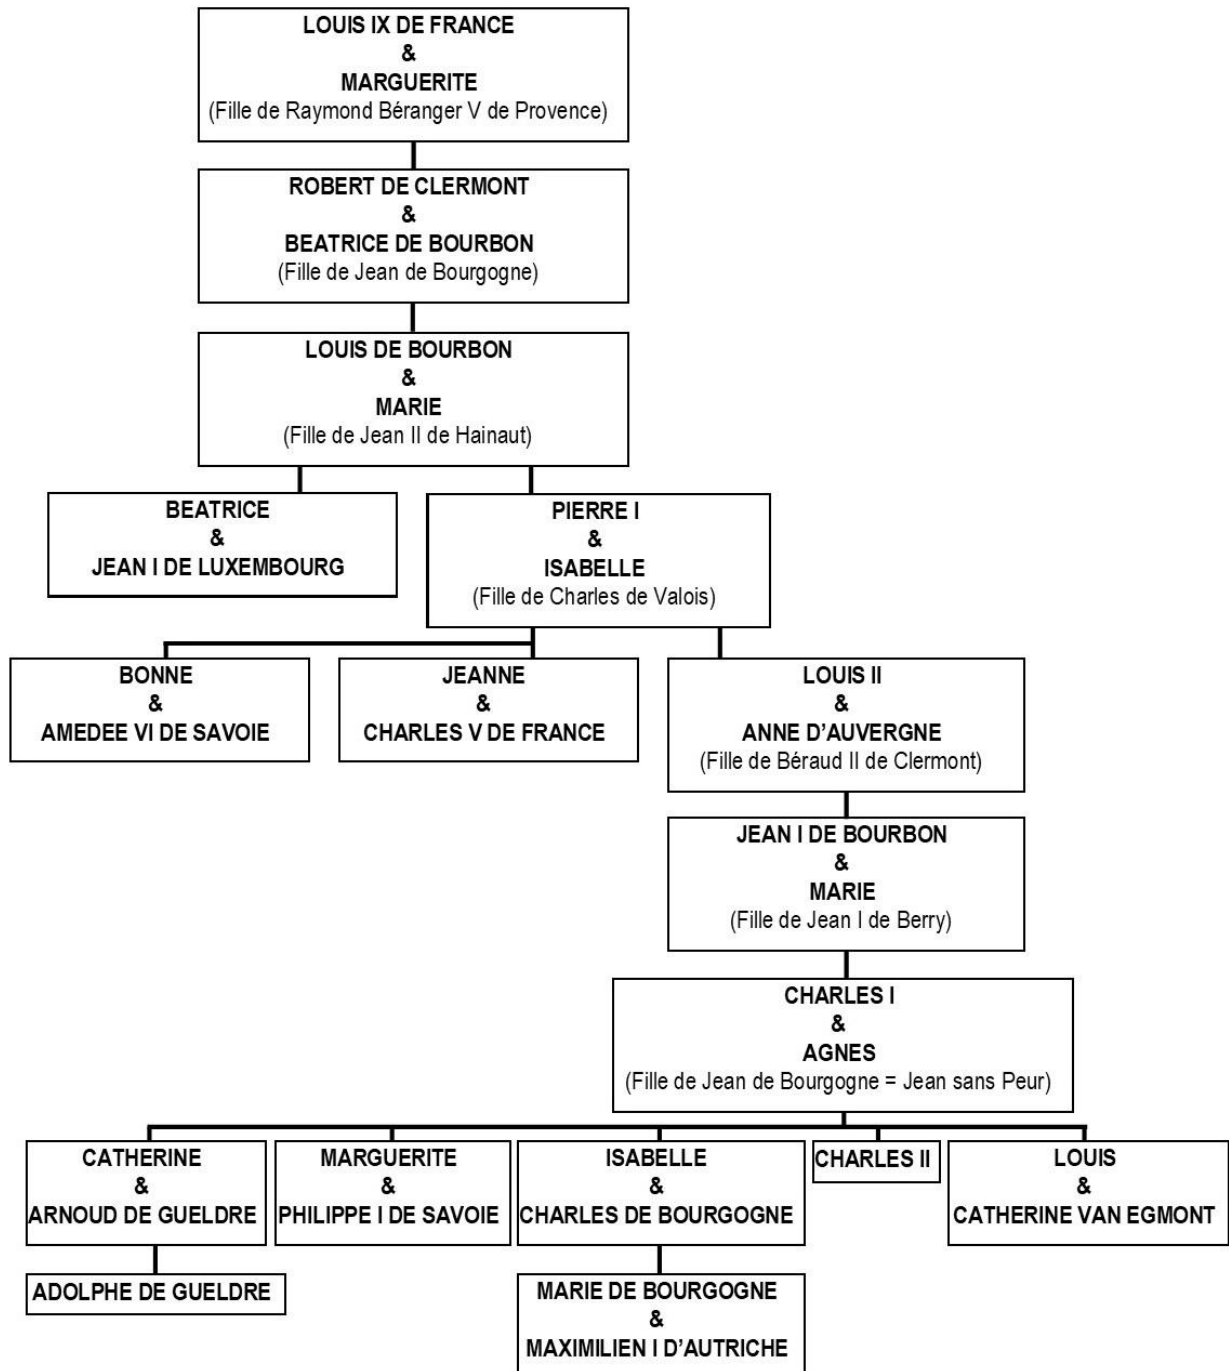 LOUIS IX DE FRANCE
&
MARGUERITE
(Fille de Raymond Béranger V de Provence)
ROBERT DE CLERMONT
&
BEATRICE DE BOURBON
(Fille de Jean de Bourgogne)
LOUIS DE BOURBON
&
MARIE
(Fille de Jean II de Hainaut)
BEATRICE
&
JEAN I DE LUXEMBOURG
PIERRE I
&
ISABELLE
(Fille de Charles de Valois)
BONNE
&
AMEDEE VI DE SAVOIE
JEANNE
&
CHARLES V DE FRANCE
LOUIS II
&
ANNE D'AUVERGNE
(Fille de Béraud II de Clermont)
JEAN I DE BOURBON
&
MARIE
(Fille de Jean I de Berry)
CHARLES I
&
AGNES
(Fille de Jean de Bourgogne = Jean sans Peur)
CATHERINE
&
ARNOUD DE GUELDRE
MARGUERITE
&
PHILIPPE I DE SAVOIE
ISABELLE
&
CHARLES DE BOURGOGNE
CHARLES II
LOUIS
&
CATHERINE VAN EGMONT
ADOLPHE DE GUELDRE
MARIE DE BOURGOGNE
&
MAXIMILIEN I D'AUTRICHE